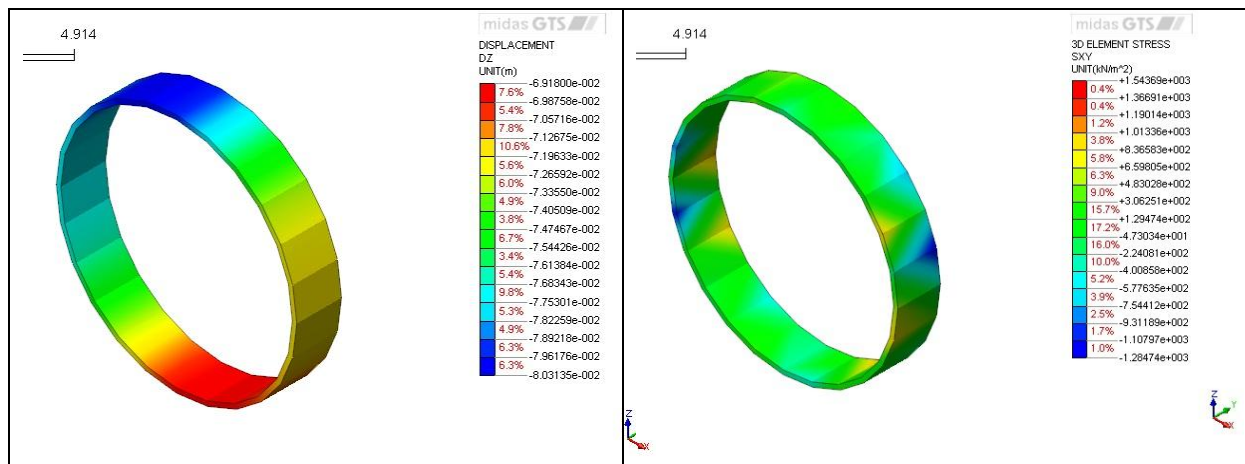 midas GTS
4.914
DISPLACEMENT
DZ
UNIT(m)
-6.91800e-002
7.6%
-6.98758e-002
5.4%
-7.05716e-002
7.8%
-7.12675e-002
10.6%
-7.19633e-002
5.6%
-7.26592e-002
6.0%
-7.33550e-002
4.9%
-7.40509e-002
3.8%
-7.47467e-002
6.7%
-7.54426e-002
3.4%
-7.61384e-002
5.4%
-7.68343e-002
9.8%
-7.75301e-002
5.3%
-7.82259e-002
4.9%
-7.89218e-002
6.3%
-7.96176e-002
6.3%
-8.03135e-002
midas GTS
4.914
3D ELEMENT STRESS
SXY
UNIT(kN/m^2)
+1.54369e+003
0.4%
+1.36691e+003
0.4%
+1.19014e+003
1.2%
+1.01336e+003
3.8%
+8.36583e+002
5.8%
+6.59805e+002
6.3%
+4.83028e+002
9.0%
+3.06251e+002
15.7%
+1.29474e+002
17.2%
-4.73034e+001
16.0%
-2.24081e+002
10.0%
-4.00858e+002
5.2%
-5.77635e+002
3.9%
-7.54412e+002
2.5%
-9.31189e+002
1.7%
-1.10797e+003
1.0%
-1.28474e+003
Z
X
Z
Y
X